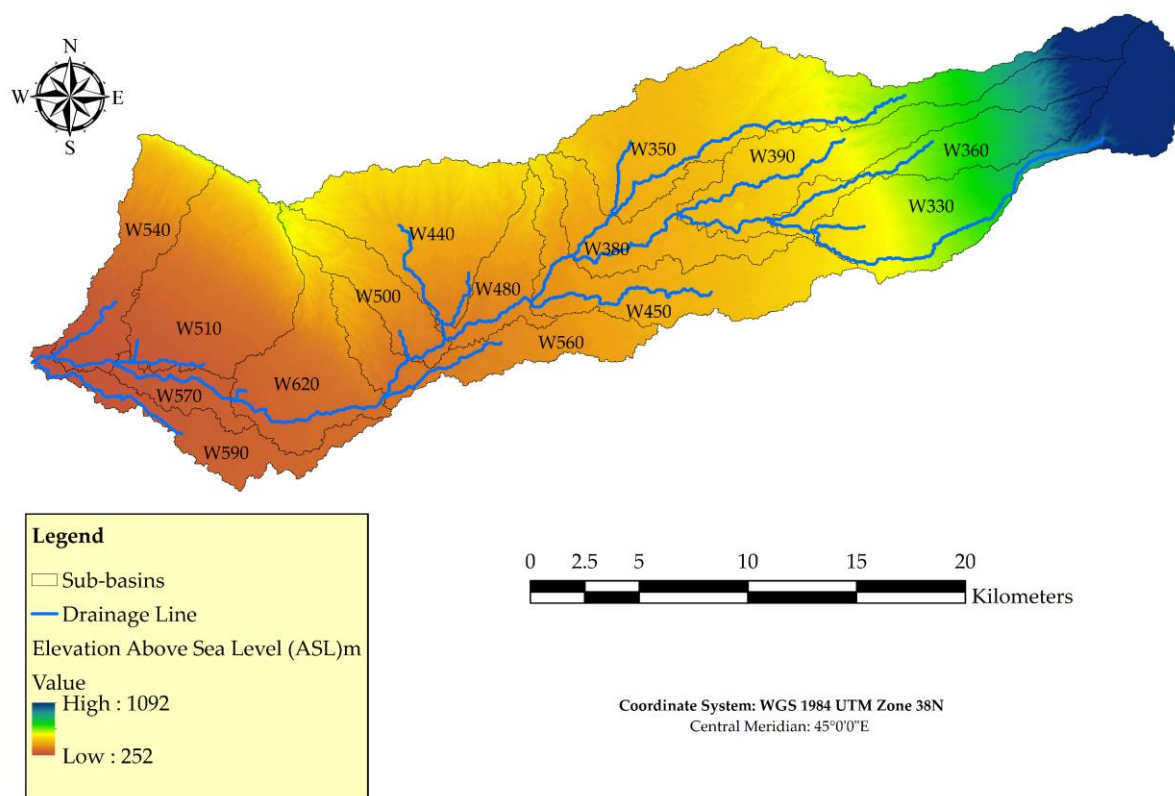 N
W E
S
W350
W390
W360
W330
W540
W440
W380
W500
W480
W450
W510
W560
W620
W570
W590
Legend
Sub-basins
Drainage Line
Elevation Above Sea Level (ASL)m
Value
High : 1092
Low : 252
0 2.5 5 10 15 20
Kilometers
Coordinate System: WGS 1984 UTM Zone 38N
Central Meridian: 45°0'0"E